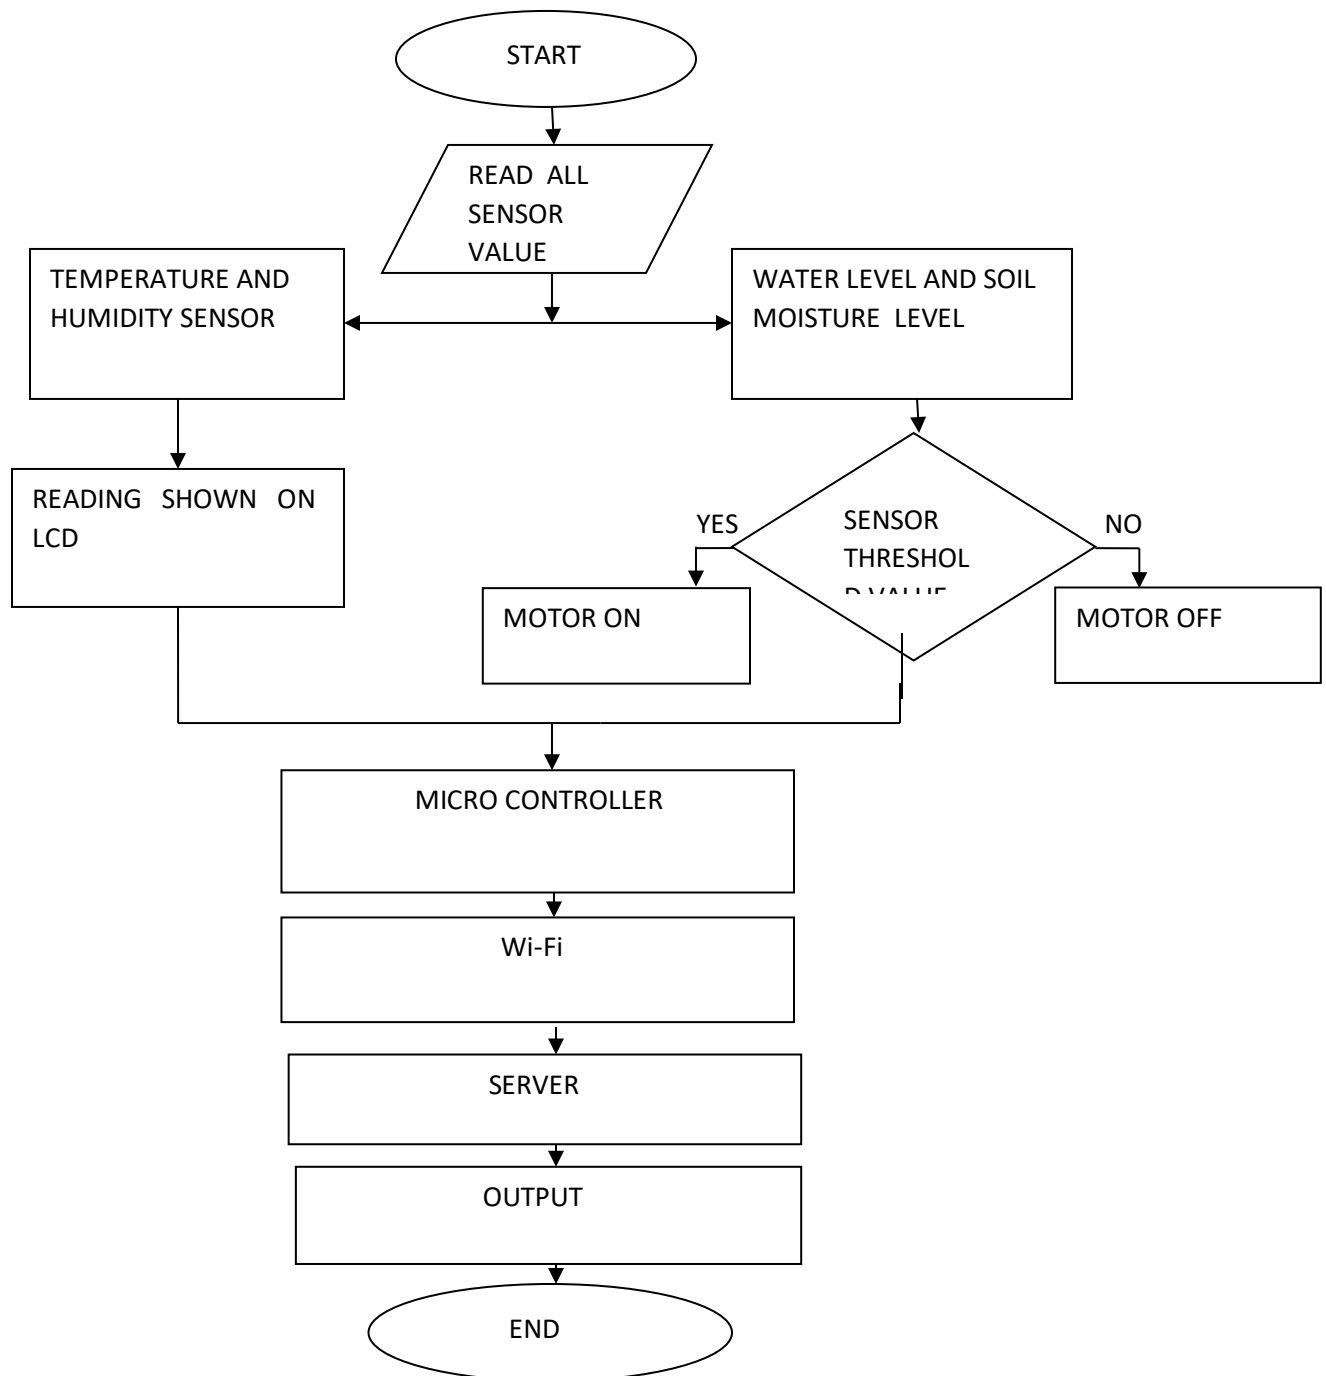 START
READ ALL
SENSOR
VALUE
TEMPERATURE AND
HUMIDITY SENSOR
WATER LEVEL AND SOIL
MOISTURE LEVEL
READING SHOWN ON
LCD
YES
SENSOR
THRESHOL
D VALUE
NO
MOTOR ON
MOTOR OFF
MICRO CONTROLLER
Wi-Fi
SERVER
OUTPUT
END